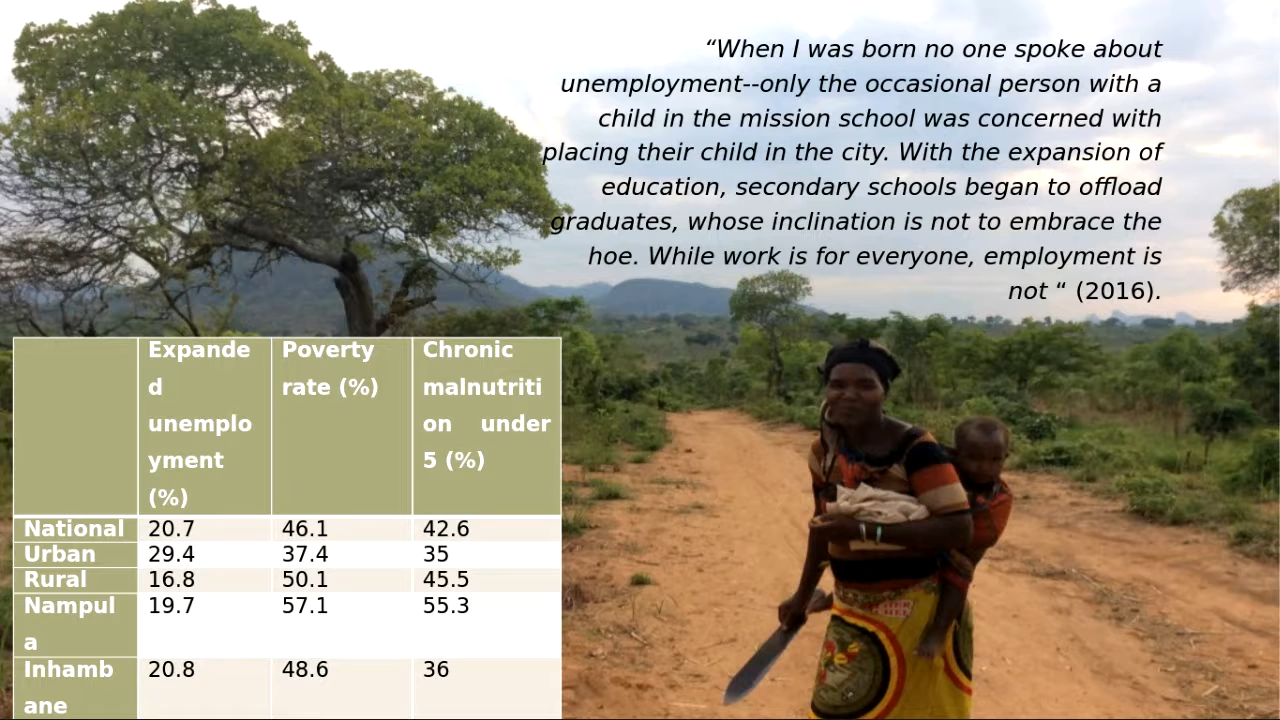 “When I was born no one spoke about
unemployment--only the occasional person with a
child in the mission school was concerned with
placing their child in the city. With the expansion of
education, secondary schools began to offload
graduates, whose inclination is not to embrace the
hoe. While work is for everyone, employment is
not “ (2016).
Expande
d
unemplo
yment
(%)
Poverty
rate (%)
Chronic
malnutriti
on under
5 (%)
National 20.7 46.1 42.6
Urban 29.4 37.4 35
Rural 16.8 50.1 45.5
Nampul 19.7 57.1 55.3
a
Inhamb 20.8 48.6 36
ane